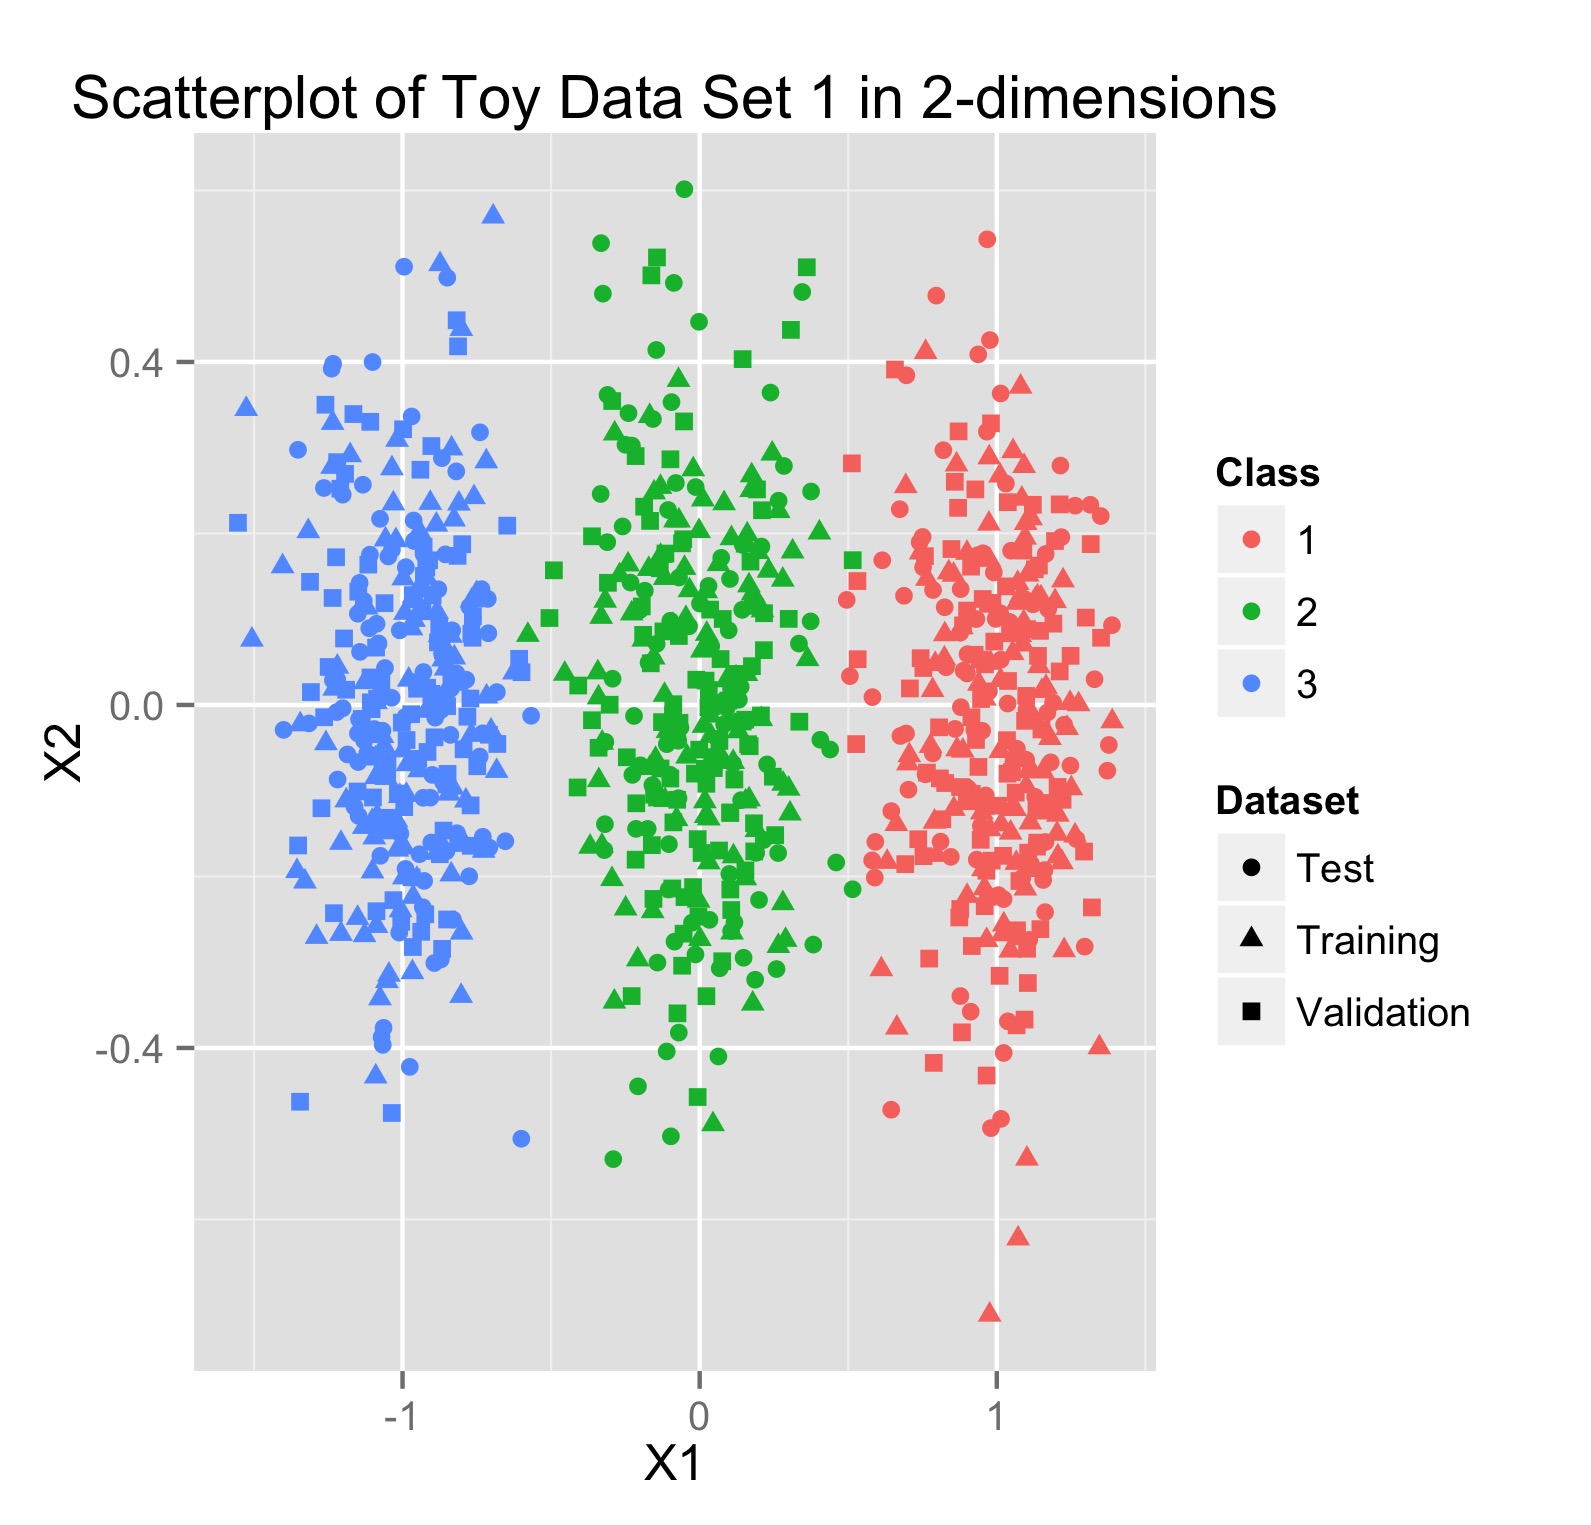 Scatterplot of Toy Data Set 1 in 2-dimensions
0.4
0.0
-0.4
X2
-1 0 1
X1
Class
1
2
3
Dataset
Test
Training
Validation